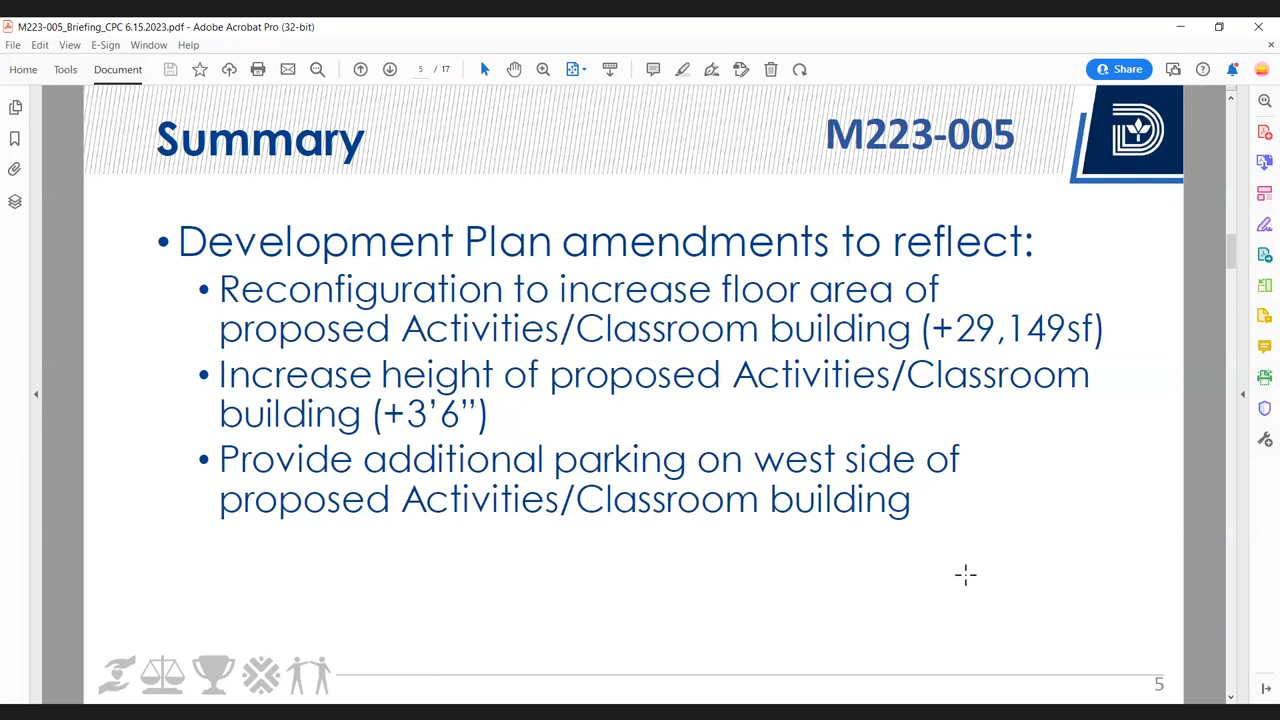 M223-005_Briefing_CPC 6.15.2023.pdf - Adobe Acrobat Pro (32-bit)
File Edit View E-Sign Window Help
Home Tools Document 5 / 17 Share
Summary M223-005
• Development Plan amendments to reflect:
• Reconfiguration to increase floor area of
proposed Activities/Classroom building (+29,149sf)
• Increase height of proposed Activities/Classroom
building (+3’6”)
• Provide additional parking on west side of
proposed Activities/Classroom building
5